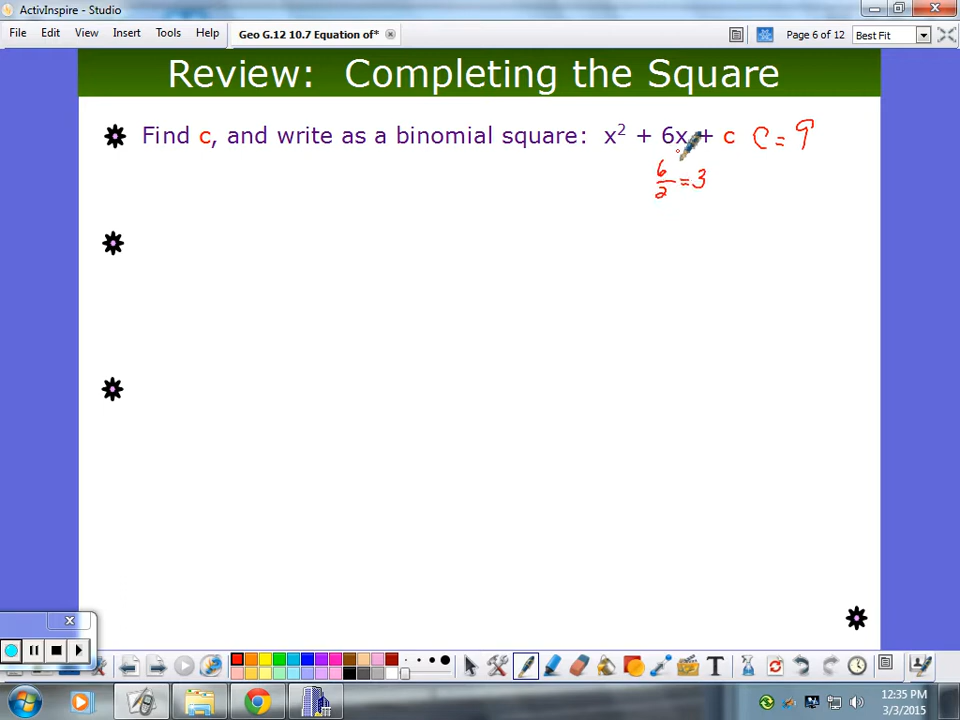 ActivInspire - Studio
File Edit View Insert Tools Help Geo G.12 10.7 Equation of* Page 6 of 12 Best Fit
Review: Completing the Square
Find c, and write as a binomial square: x² + 6x + c C = 9
6/2 = 3
T
12:35 PM
3/3/2015